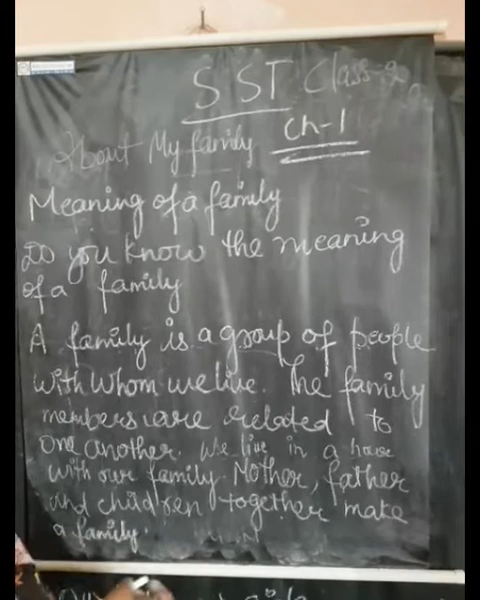 SST Class-2
Ch-1
About My family
Meaning of a family
Do you know the meaning
of a family
A family is a group of people
with whom we live. The family
members are related to
one another. We live in a house
with our family. Mother, father
and children together make
a family.